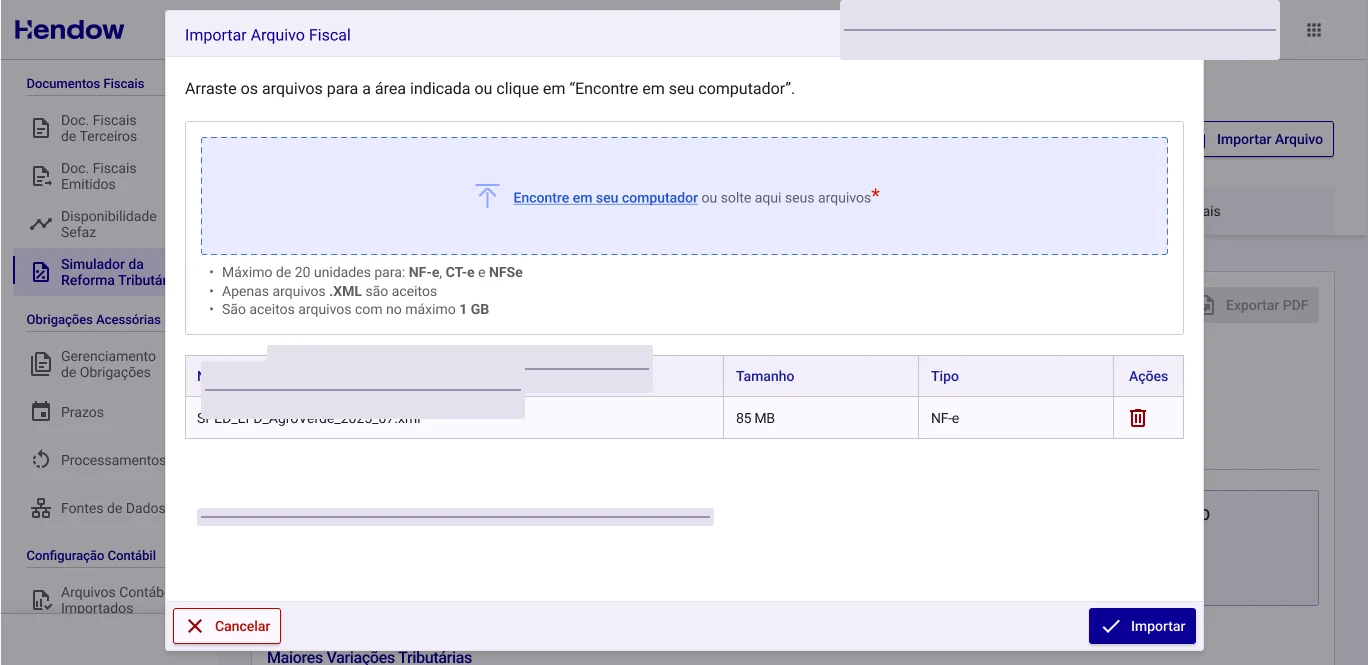 Hendow
Importar Arquivo Fiscal
Documentos Fiscais
Arraste os arquivos para a área indicada ou clique em “Encontre em seu computador”.
Doc. Fiscais
de Terceiros
Importar Arquivo
Doc. Fiscais
Emitidos
Encontre em seu computador ou solte aqui seus arquivos*
Disponibilidade
Sefaz
ais
Simulador da
Reforma Tributár
• Máximo de 20 unidades para: NF-e, CT-e e NFSe
• Apenas arquivos .XML são aceitos
• São aceitos arquivos com no máximo 1 GB
Exportar PDF
Obrigações Acessórias
Gerenciamento
de Obrigações
Tamanho
Tipo
Ações
Prazos
SPED_EFD_AgroVerde_2025_07.xml
85 MB
NF-e
Processamentos
Fontes de Dados
Configuração Contábil
Arquivos Contáb
Importados
Cancelar
Importar
Maiores Variações Tributárias